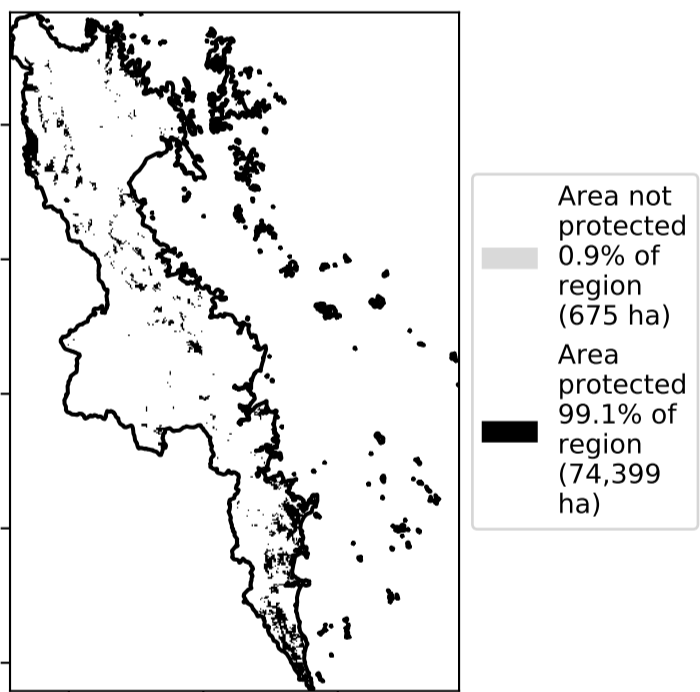 Area not
protected
0.9% of
region
(675 ha)
Area
protected
99.1% of
region
(74,399
ha)